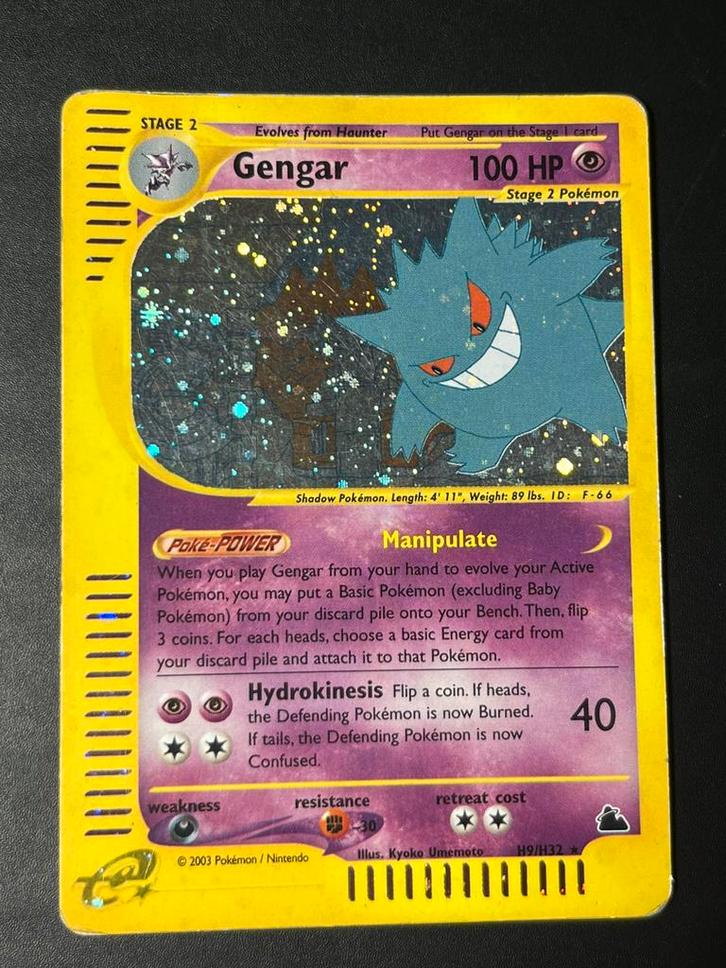 STAGE 2
Evolves from Haunter
Put Gengar on the Stage 1 card
Gengar
100 HP
Stage 2 Pokémon
Shadow Pokémon. Length: 4' 11", Weight: 89 lbs. ID: F-66
Poké-POWER
Manipulate
When you play Gengar from your hand to evolve your Active
Pokémon, you may put a Basic Pokémon (excluding Baby
Pokémon) from your discard pile onto your Bench. Then, flip
3 coins. For each heads, choose a basic Energy card from
your discard pile and attach it to that Pokémon.
Hydrokinesis Flip a coin. If heads,
the Defending Pokémon is now Burned.
If tails, the Defending Pokémon is now
Confused.
40
weakness
resistance
-30
retreat cost
© 2003 Pokémon / Nintendo
Illus. Kyoko Umemoto
H9/H32 ★
e